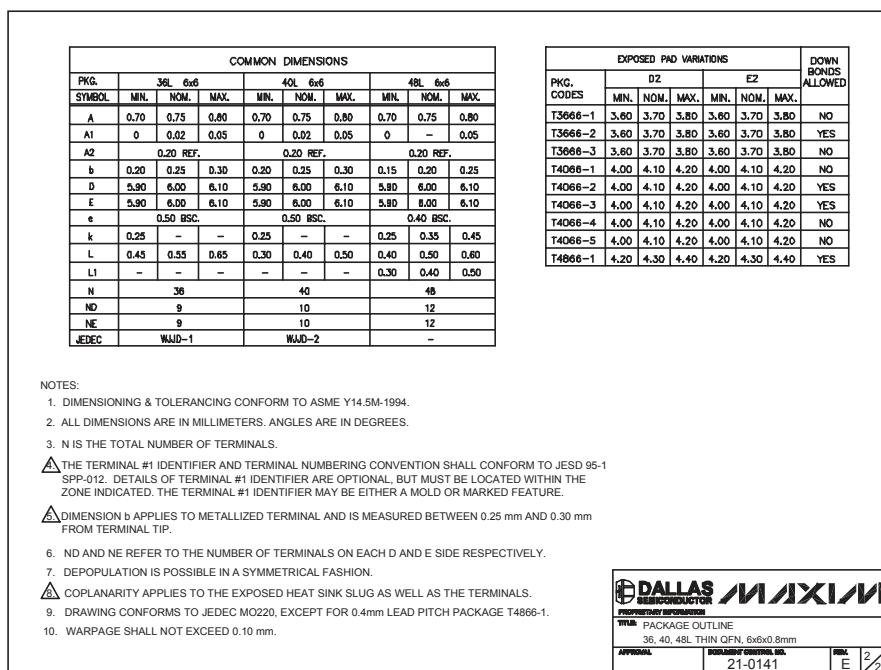 COMMON DIMENSIONS
PKG. 36L 6x6 40L 6x6 48L 6x6
SYMBOL MIN. NOM. MAX. MIN. NOM. MAX. MIN. NOM. MAX.
A 0.70 0.75 0.80 0.70 0.75 0.80 0.70 0.75 0.80
A1 0 0.02 0.05 0 0.02 0.05 0 – 0.05
A2 0.20 REF. 0.20 REF. 0.20 REF.
b 0.20 0.25 0.30 0.20 0.25 0.30 0.15 0.20 0.25
D 5.90 6.00 6.10 5.90 6.00 6.10 5.90 6.00 6.10
E 5.90 6.00 6.10 5.90 6.00 6.10 5.90 6.00 6.10
e 0.50 BSC. 0.50 BSC. 0.40 BSC.
k 0.25 – – 0.25 – – 0.25 0.35 0.45
L 0.45 0.55 0.65 0.30 0.40 0.50 0.40 0.50 0.60
L1 – – – – – – 0.30 0.40 0.50
N 36 40 48
ND 9 10 12
NE 9 10 12
JEDEC WJJD-1 WJJD-2 –
EXPOSED PAD VARIATIONS DOWN BONDS ALLOWED
PKG. CODES D2 E2
MIN. NOM. MAX. MIN. NOM. MAX.
T3666-1 3.60 3.70 3.80 3.60 3.70 3.80 NO
T3666-2 3.60 3.70 3.80 3.60 3.70 3.80 YES
T3666-3 3.60 3.70 3.80 3.60 3.70 3.80 NO
T4066-1 4.00 4.10 4.20 4.00 4.10 4.20 NO
T4066-2 4.00 4.10 4.20 4.00 4.10 4.20 YES
T4066-3 4.00 4.10 4.20 4.00 4.10 4.20 YES
T4066-4 4.00 4.10 4.20 4.00 4.10 4.20 NO
T4066-5 4.00 4.10 4.20 4.00 4.10 4.20 NO
T4866-1 4.20 4.30 4.40 4.20 4.30 4.40 YES
NOTES:
1. DIMENSIONING & TOLERANCING CONFORM TO ASME Y14.5M-1994.
2. ALL DIMENSIONS ARE IN MILLIMETERS. ANGLES ARE IN DEGREES.
3. N IS THE TOTAL NUMBER OF TERMINALS.
4. THE TERMINAL #1 IDENTIFIER AND TERMINAL NUMBERING CONVENTION SHALL CONFORM TO JESD 95-1
SPP-012. DETAILS OF TERMINAL #1 IDENTIFIER ARE OPTIONAL, BUT MUST BE LOCATED WITHIN THE
ZONE INDICATED. THE TERMINAL #1 IDENTIFIER MAY BE EITHER A MOLD OR MARKED FEATURE.
5. DIMENSION b APPLIES TO METALLIZED TERMINAL AND IS MEASURED BETWEEN 0.25 mm AND 0.30 mm
FROM TERMINAL TIP.
6. ND AND NE REFER TO THE NUMBER OF TERMINALS ON EACH D AND E SIDE RESPECTIVELY.
7. DEPOPULATION IS POSSIBLE IN A SYMMETRICAL FASHION.
8. COPLANARITY APPLIES TO THE EXPOSED HEAT SINK SLUG AS WELL AS THE TERMINALS.
9. DRAWING CONFORMS TO JEDEC MO220, EXCEPT FOR 0.4mm LEAD PITCH PACKAGE T4866-1.
10. WARPAGE SHALL NOT EXCEED 0.10 mm.
DALLAS SEMICONDUCTOR MAXIM
PROPRIETARY INFORMATION
TITLE: PACKAGE OUTLINE
36, 40, 48L THIN QFN, 6x6x0.8mm
APPROVAL DOCUMENT CONTROL NO. REV.
21-0141 E 2/2